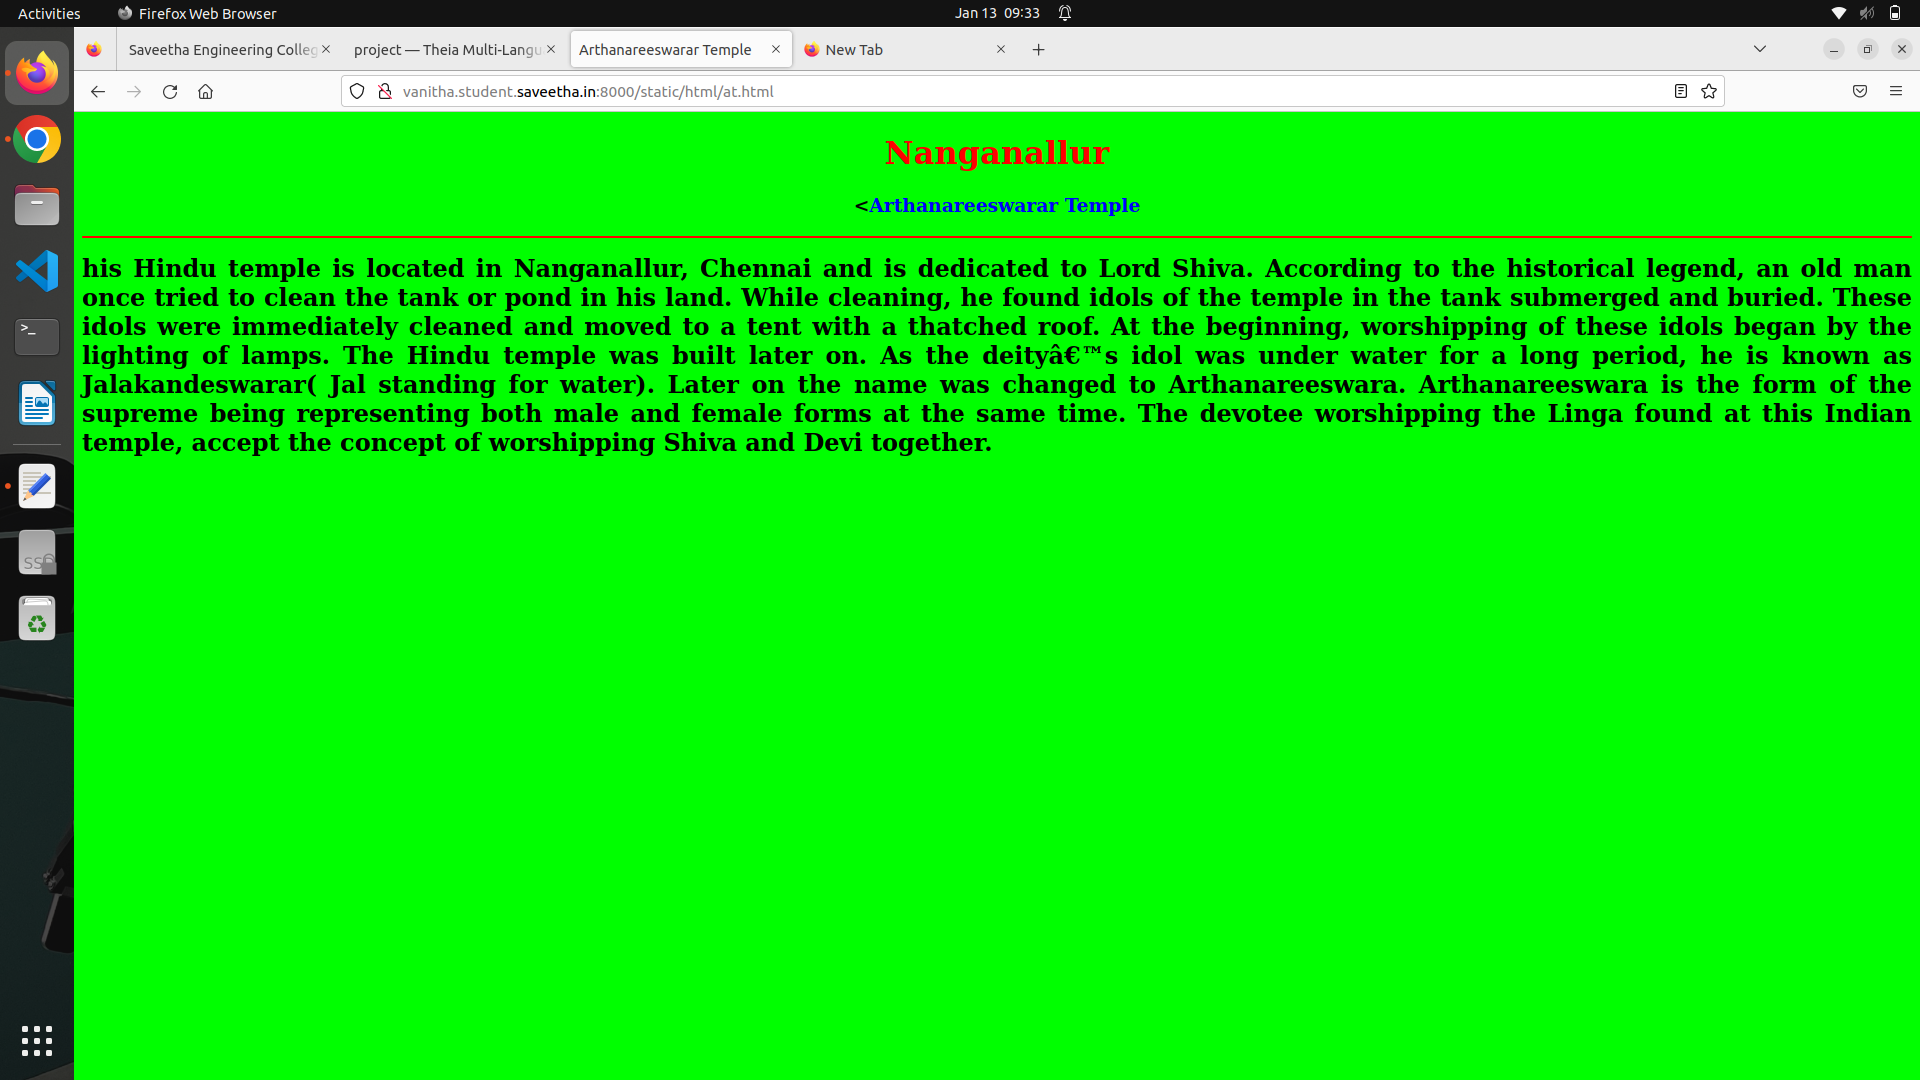 Activities Firefox Web Browser Jan 13 09:33
Saveetha Engineering Colleg project — Theia Multi-Langu Arthanareeswarar Temple New Tab
vanitha.student.saveetha.in:8000/static/html/at.html
Nanganallur
<Arthanareeswarar Temple
his Hindu temple is located in Nanganallur, Chennai and is dedicated to Lord Shiva. According to the historical legend, an old man
once tried to clean the tank or pond in his land. While cleaning, he found idols of the temple in the tank submerged and buried. These
idols were immediately cleaned and moved to a tent with a thatched roof. At the beginning, worshipping of these idols began by the
lighting of lamps. The Hindu temple was built later on. As the deityâ€™s idol was under water for a long period, he is known as
Jalakandeswarar( Jal standing for water). Later on the name was changed to Arthanareeswara. Arthanareeswara is the form of the
supreme being representing both male and female forms at the same time. The devotee worshipping the Linga found at this Indian
temple, accept the concept of worshipping Shiva and Devi together.
>_